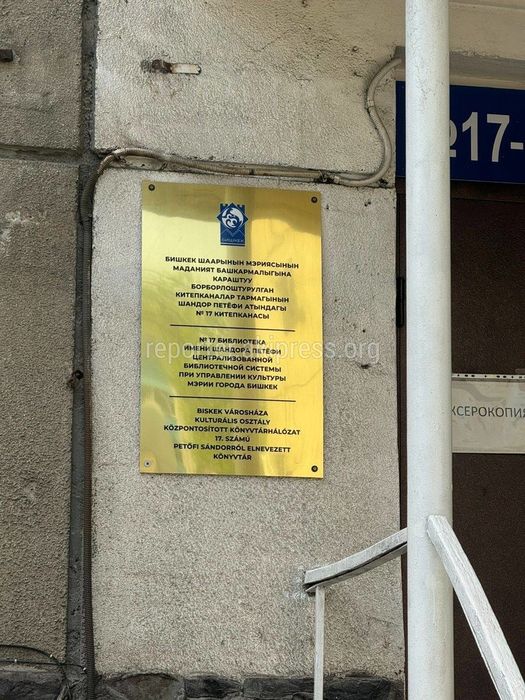 №17-
БИШКЕК
БИШКЕК ШААРЫНЫН МЭРИЯСЫНЫН
МАДАНИЯТ БАШКАРМАЛЫГЫНА
КАРАШТУУ
БОРБОРЛОШТУРУЛГАН
КИТЕПКАНАЛАР ТАРМАГЫНЫН
ШАНДОР ПЕТЁФИ АТЫНДАГЫ
№ 17 КИТЕПКАНАСЫ
№ 17 БИБЛИОТЕКА
ИМЕНИ ШАНДОРА ПЕТЁФИ
ЦЕНТРАЛИЗОВАННОЙ
БИБЛИОТЕЧНОЙ СИСТЕМЫ
ПРИ УПРАВЛЕНИИ КУЛЬТУРЫ
МЭРИИ ГОРОДА БИШКЕК
BISKEK VÁROSHÁZA
KULTURÁLIS OSZTÁLY
KÖZPONTOSÍTOTT KÖNYVTÁRHÁLÓZAT
17. SZÁMÚ
PETŐFI SÁNDORRÓL ELNEVEZETT
KÖNYVTÁR
КСЕРОКОПИЯ